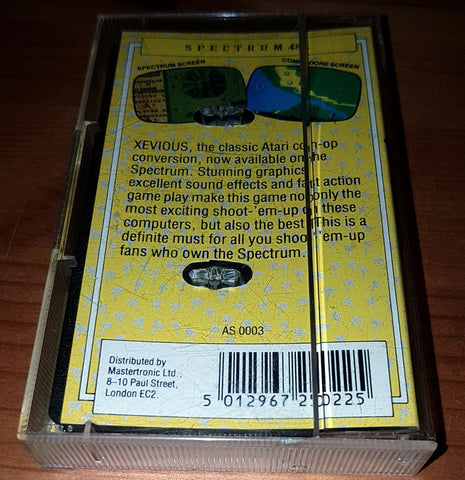 SPECTRUM 48
SPECTRUM SCREEN
COMMODORE SCREEN
XEVIOUS, the classic Atari coin-op
conversion, now available on the
Spectrum. Stunning graphics
excellent sound effects and fast action
game play make this game not only the
most exciting shoot-'em-up on these
computers, but also the best. This is a
definite must for all you shoot-'em-up
fans who own the Spectrum.
AS 0003
Distributed by
Mastertronic Ltd.,
8–10 Paul Street,
London EC2.
5 012967 250225